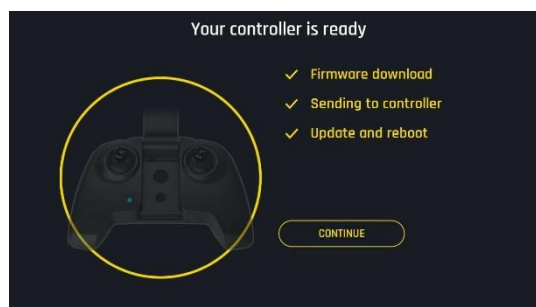 Your controller is ready
Firmware download
Sending to controller
Update and reboot
CONTINUE